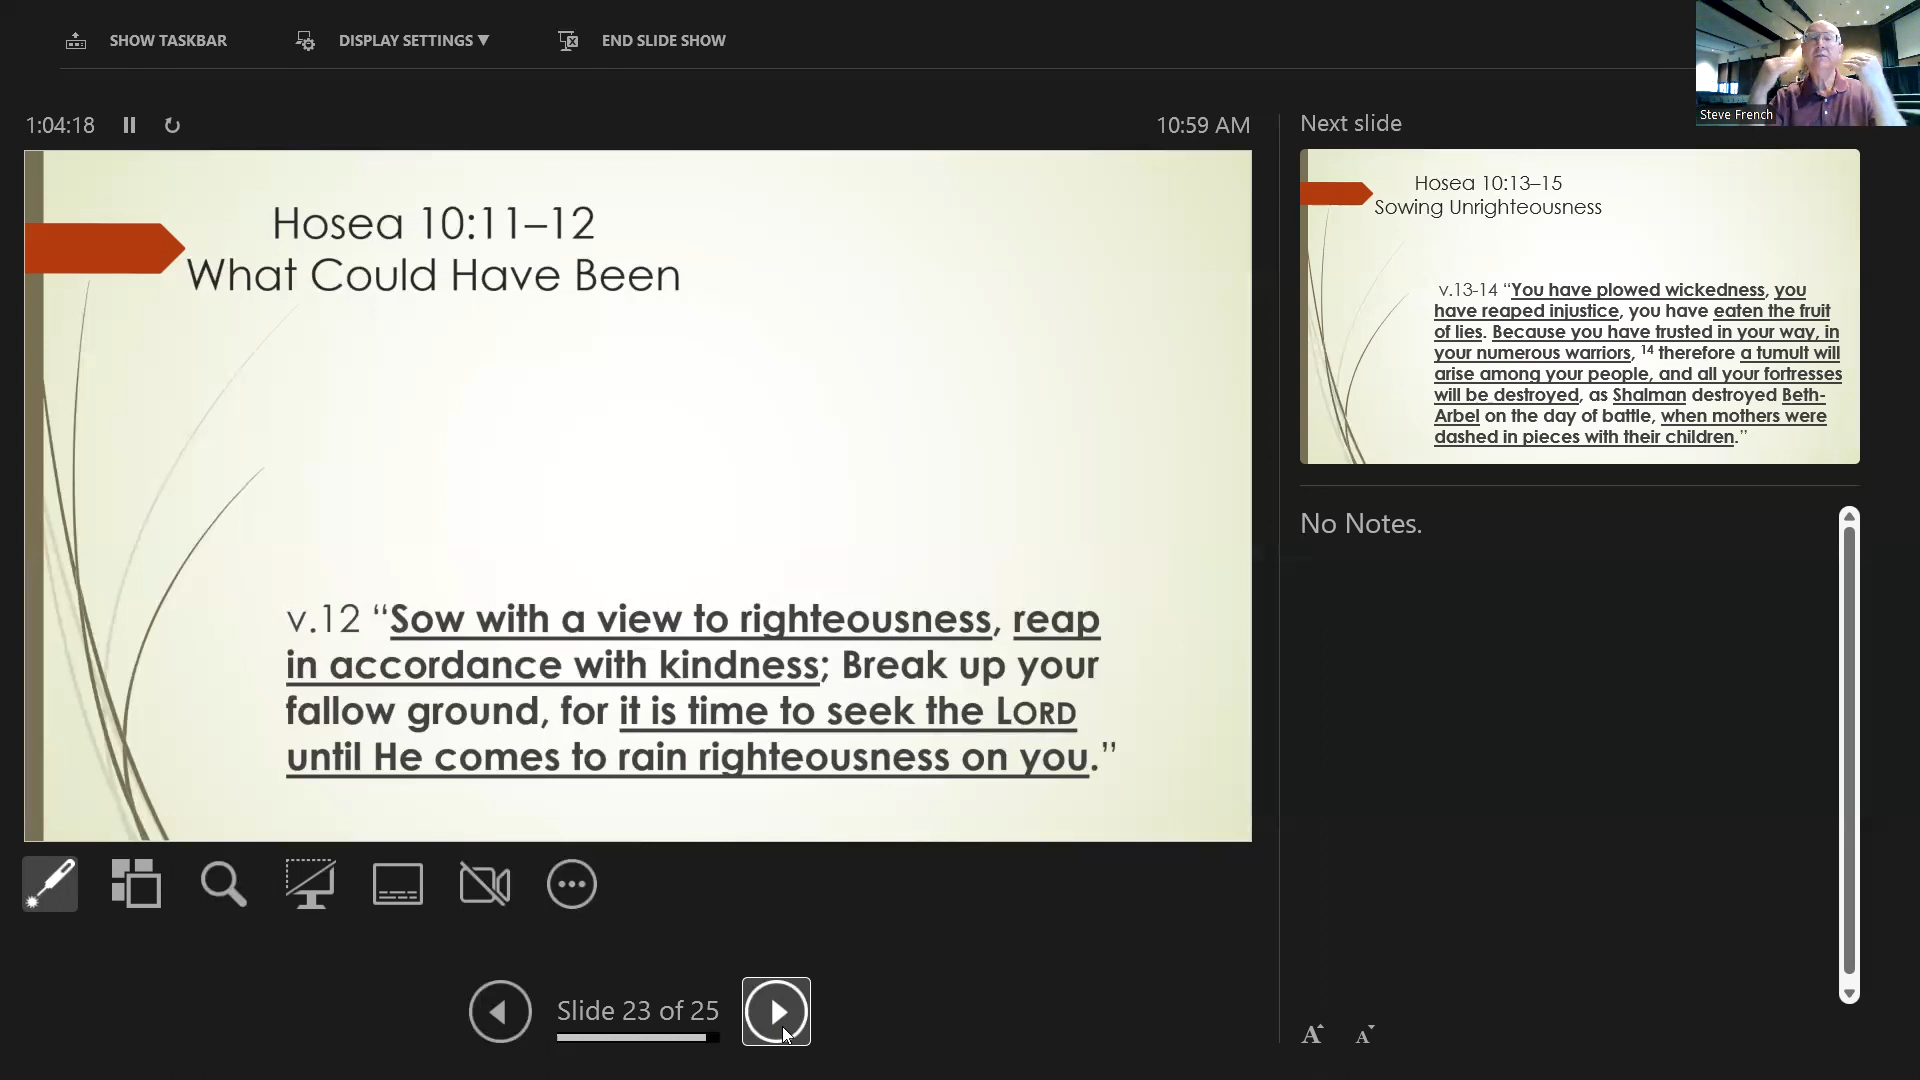 SHOW TASKBAR
DISPLAY SETTINGS ▼
END SLIDE SHOW
Steve French
1:04:18
10:59 AM
Next slide
Hosea 10:11–12
What Could Have Been
v.12 “Sow with a view to righteousness, reap
in accordance with kindness; Break up your
fallow ground, for it is time to seek the LORD
until He comes to rain righteousness on you.”
Hosea 10:13–15
Sowing Unrighteousness
v.13-14 “You have plowed wickedness, you
have reaped injustice, you have eaten the fruit
of lies. Because you have trusted in your way, in
your numerous warriors, 14 therefore a tumult will
arise among your people, and all your fortresses
will be destroyed, as Shalman destroyed Beth-
Arbel on the day of battle, when mothers were
dashed in pieces with their children.”
No Notes.
Slide 23 of 25
A A